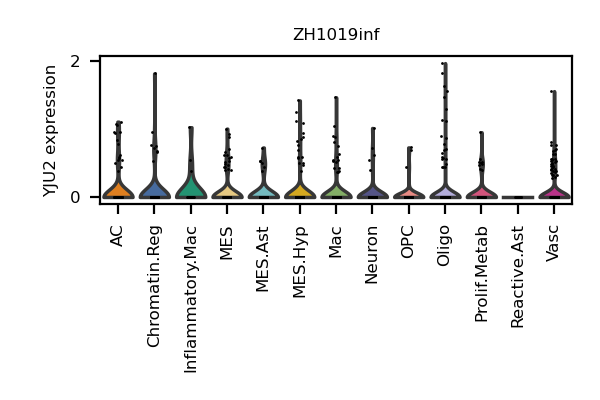 ZH1019inf
YJU2 expression
2
0
AC
Chromatin.Reg
Inflammatory.Mac
MES
MES.Ast
MES.Hyp
Mac
Neuron
OPC
Oligo
Prolif.Metab
Reactive.Ast
Vasc